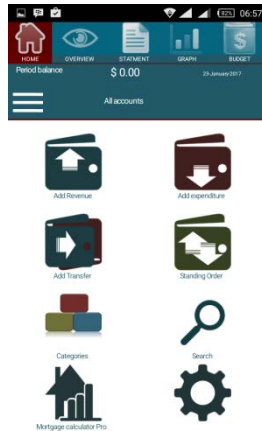 82% 06:57
HOME OVERVIEW STATMENT GRAPH BUDGET
Period balance $ 0.00 23-January-2017
All accounts
Add Revenue Add expenditure
Add Transfer Standing Order
Categories Search
Mortgage calculator Pro